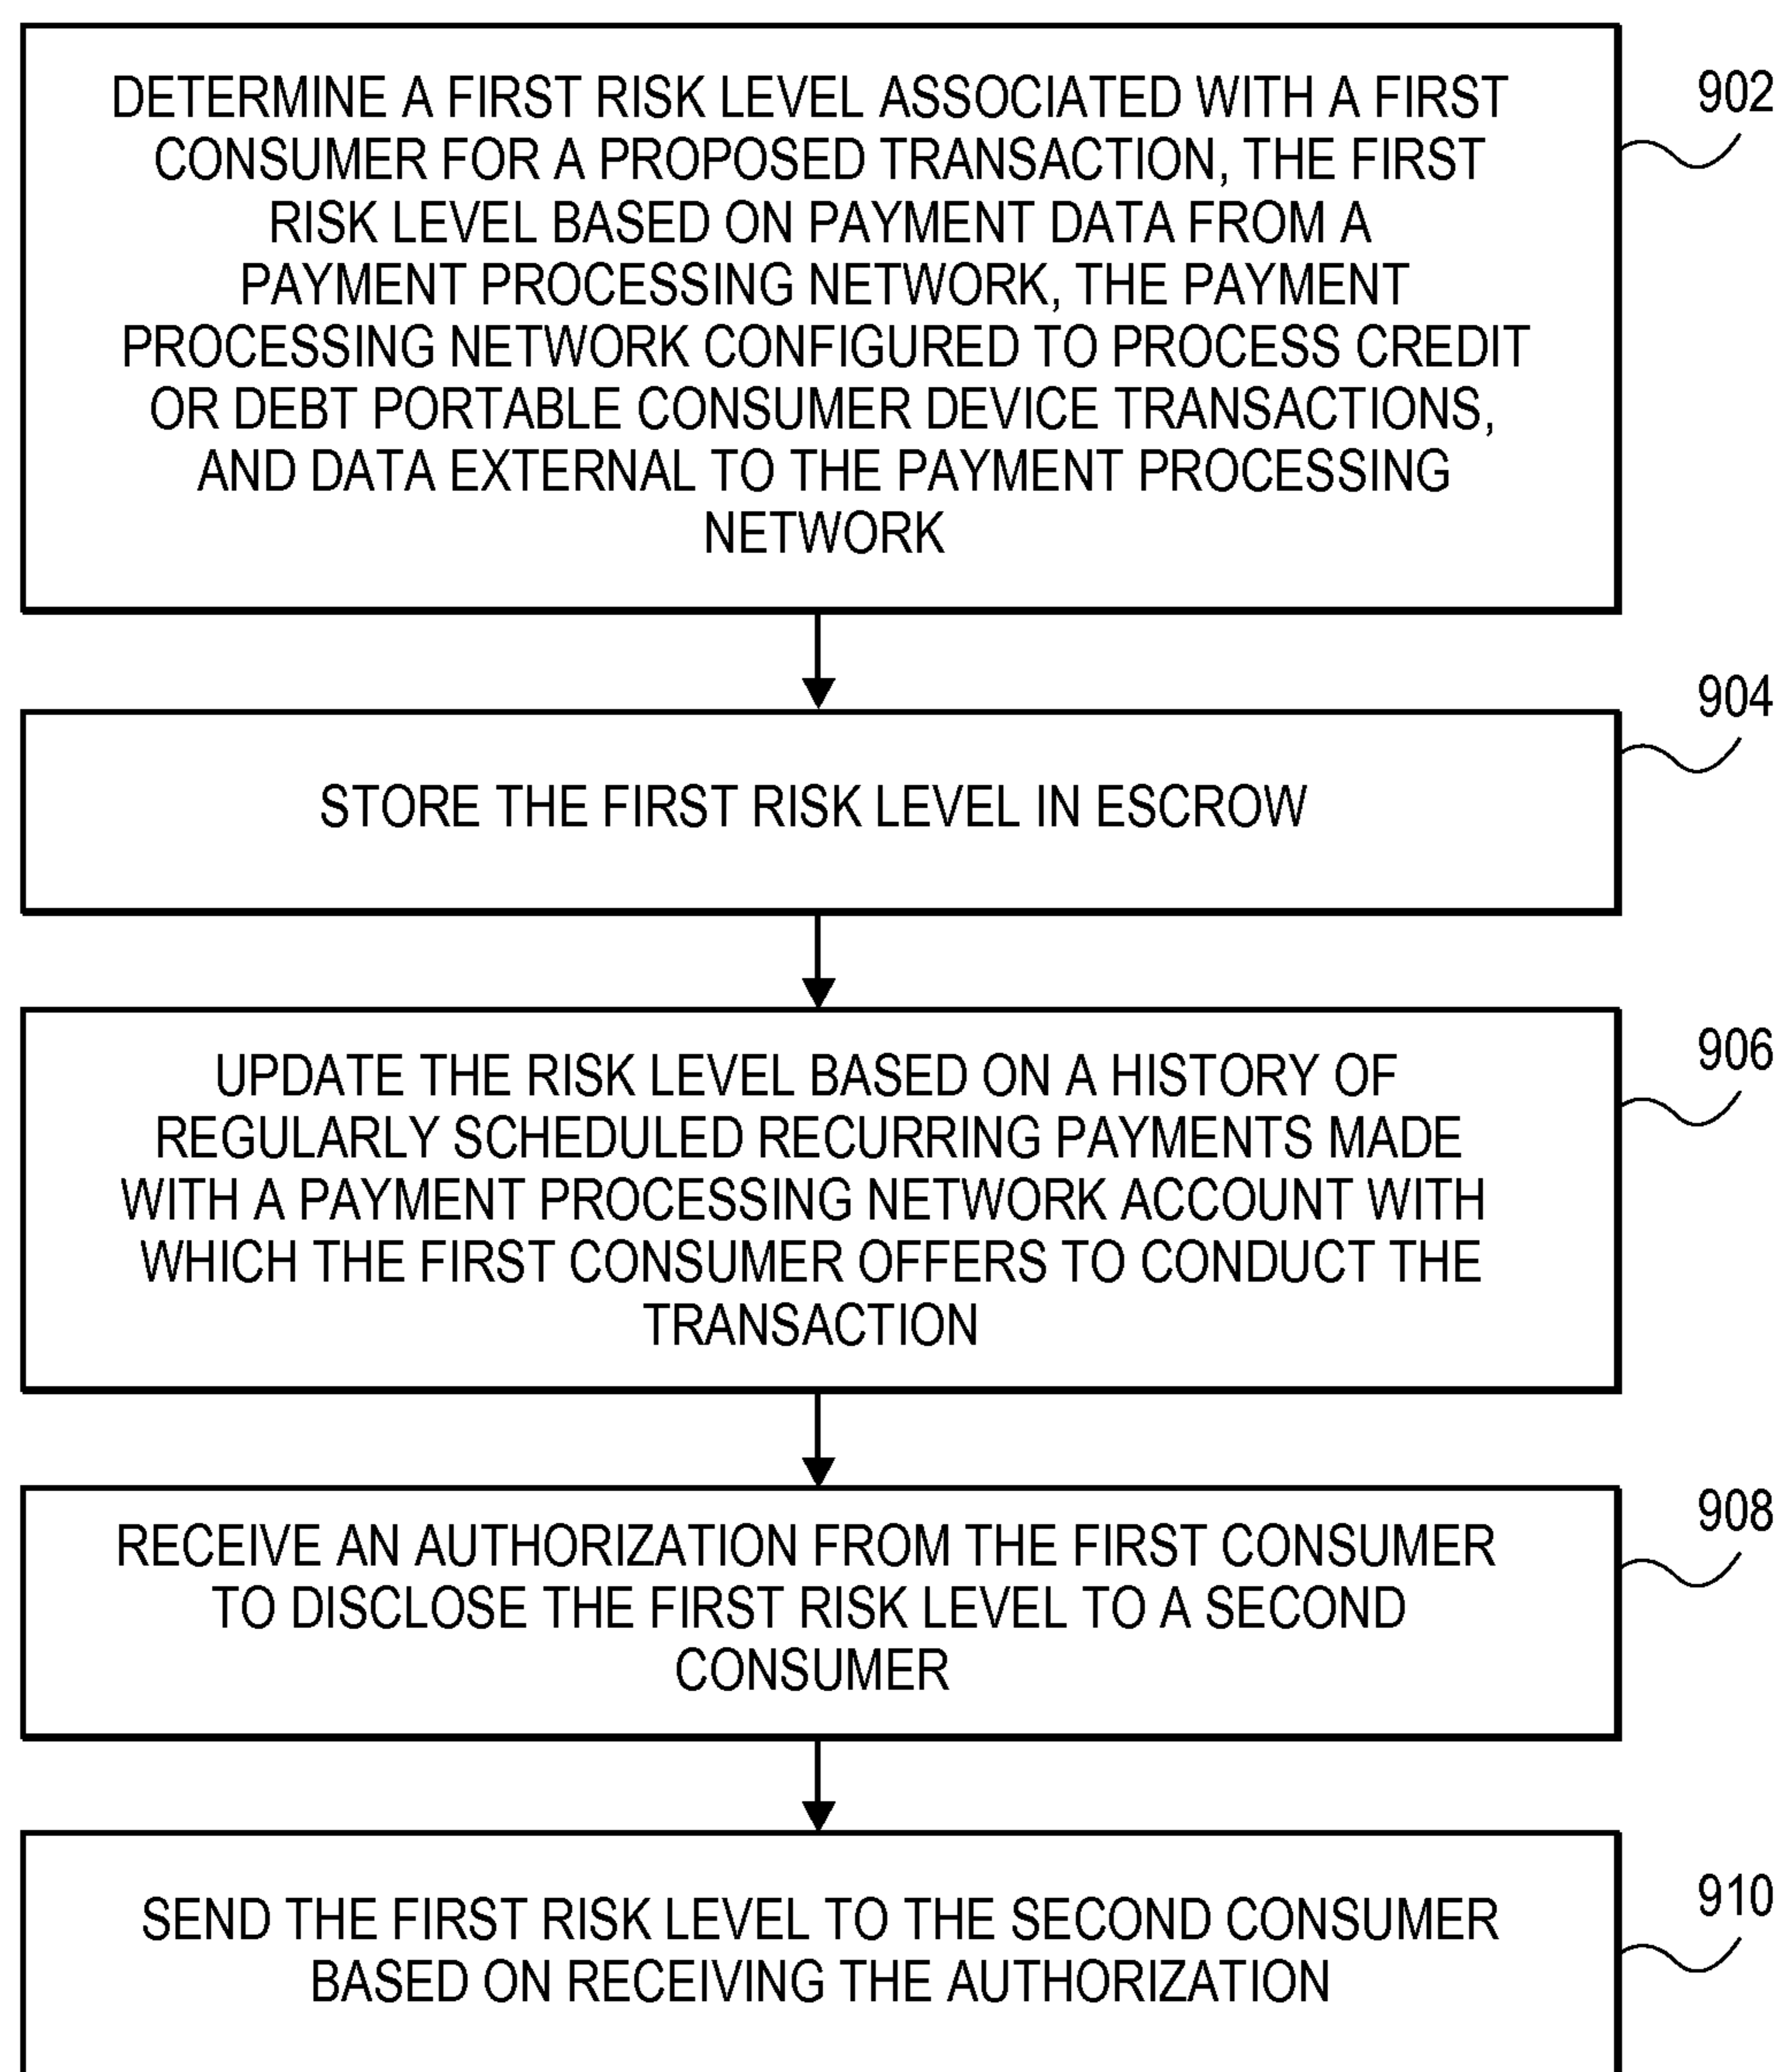 DETERMINE A FIRST RISK LEVEL ASSOCIATED WITH A FIRST
CONSUMER FOR A PROPOSED TRANSACTION, THE FIRST
RISK LEVEL BASED ON PAYMENT DATA FROM A
PAYMENT PROCESSING NETWORK, THE PAYMENT
PROCESSING NETWORK CONFIGURED TO PROCESS CREDIT
OR DEBT PORTABLE CONSUMER DEVICE TRANSACTIONS,
AND DATA EXTERNAL TO THE PAYMENT PROCESSING
NETWORK
902
STORE THE FIRST RISK LEVEL IN ESCROW
904
UPDATE THE RISK LEVEL BASED ON A HISTORY OF
REGULARLY SCHEDULED RECURRING PAYMENTS MADE
WITH A PAYMENT PROCESSING NETWORK ACCOUNT WITH
WHICH THE FIRST CONSUMER OFFERS TO CONDUCT THE
TRANSACTION
906
RECEIVE AN AUTHORIZATION FROM THE FIRST CONSUMER
TO DISCLOSE THE FIRST RISK LEVEL TO A SECOND
CONSUMER
908
SEND THE FIRST RISK LEVEL TO THE SECOND CONSUMER
BASED ON RECEIVING THE AUTHORIZATION
910